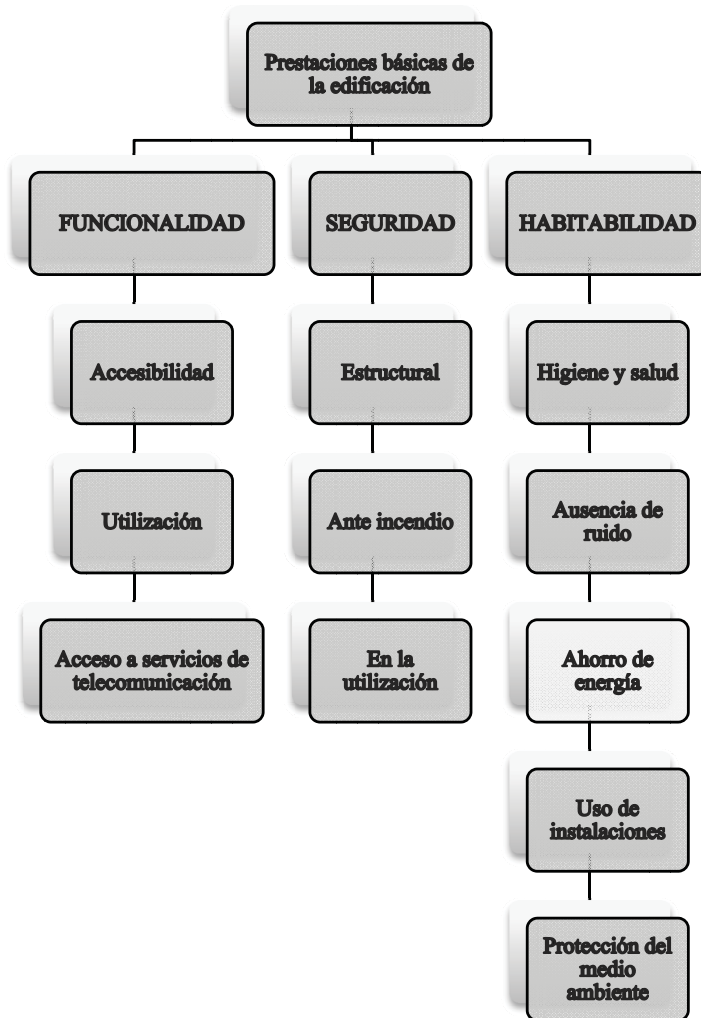 Prestaciones básicas de
la edificación
FUNCIONALIDAD
SEGURIDAD
HABITABILIDAD
Accesibilidad
Estructural
Higiene y salud
Utilización
Ante incendio
Ausencia de
ruido
Acceso a servicios de
telecomunicación
En la
utilización
Ahorro de
energía
Uso de
instalaciones
Protección del
medio
ambiente